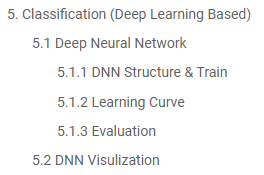 5. Classification (Deep Learning Based)
5.1 Deep Neural Network
5.1.1 DNN Structure & Train
5.1.2 Learning Curve
5.1.3 Evaluation
5.2 DNN Visulization